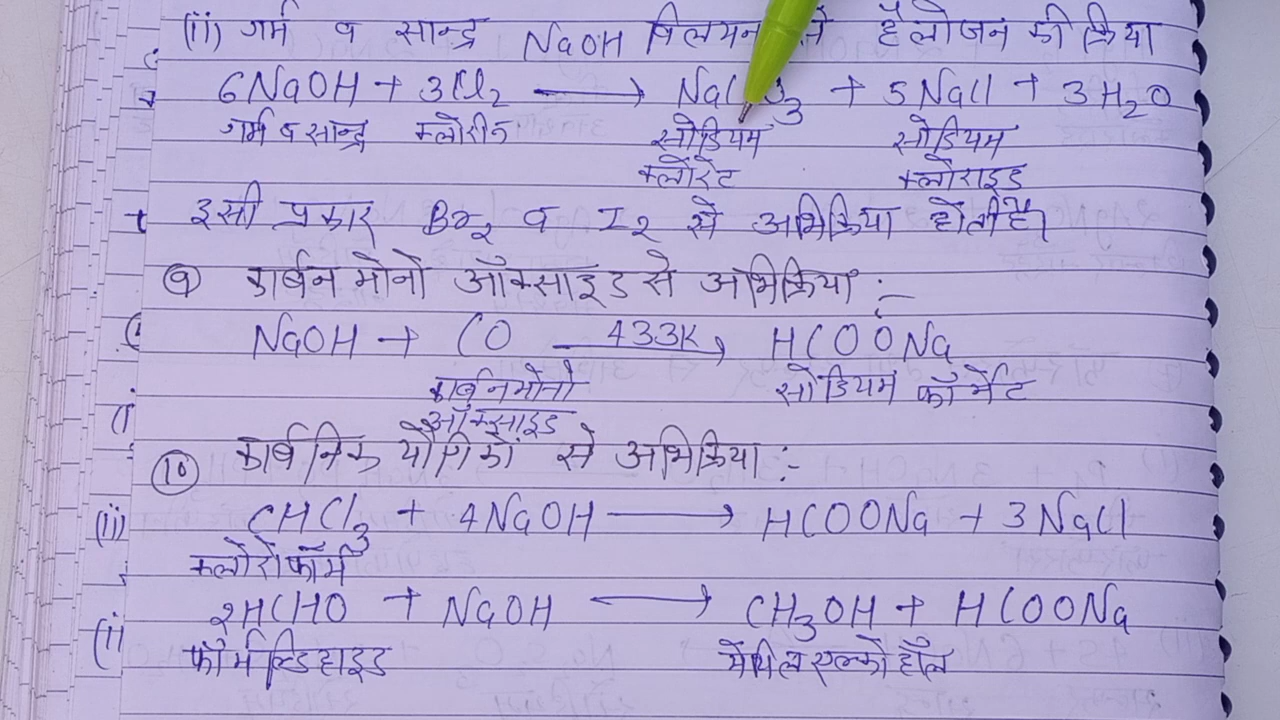 (ii) गर्म व सान्द्र NaOH विलयन से हैलोजन की क्रिया
6NaOH + 3Cl2 → NaClO3 + 5NaCl + 3H2O
गर्म व सान्द्र क्लोरीन सोडियम सोडियम
क्लोरेट क्लोराइड
इसी प्रकार Br2 व I2 से अभिक्रिया होती है।
9 कार्बन मोनो ऑक्साइड से अभिक्रिया :-
NaOH + CO 433K → HCOONa
कार्बन मोनो सोडियम फॉर्मेट
ऑक्साइड
10 कार्बनिक यौगिकों से अभिक्रिया :-
(ii) CHCl3 + 4NaOH → HCOONa + 3NaCl
क्लोरोफॉर्म
(i) 2HCHO + NaOH → CH3OH + HCOONa
फॉर्मल्डिहाइड मेथिल एल्कोहॉल